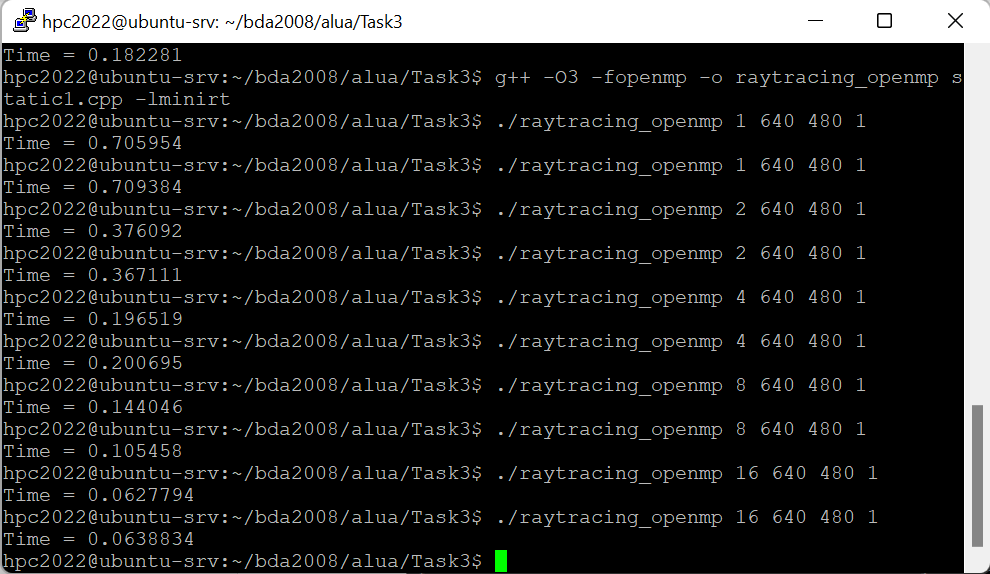 hpc2022@ubuntu-srv: ~/bda2008/alua/Task3
Time = 0.182281
hpc2022@ubuntu-srv:~/bda2008/alua/Task3$ g++ -O3 -fopenmp -o raytracing_openmp s
tatic1.cpp -lminirt
hpc2022@ubuntu-srv:~/bda2008/alua/Task3$ ./raytracing_openmp 1 640 480 1
Time = 0.705954
hpc2022@ubuntu-srv:~/bda2008/alua/Task3$ ./raytracing_openmp 1 640 480 1
Time = 0.709384
hpc2022@ubuntu-srv:~/bda2008/alua/Task3$ ./raytracing_openmp 2 640 480 1
Time = 0.376092
hpc2022@ubuntu-srv:~/bda2008/alua/Task3$ ./raytracing_openmp 2 640 480 1
Time = 0.367111
hpc2022@ubuntu-srv:~/bda2008/alua/Task3$ ./raytracing_openmp 4 640 480 1
Time = 0.196519
hpc2022@ubuntu-srv:~/bda2008/alua/Task3$ ./raytracing_openmp 4 640 480 1
Time = 0.200695
hpc2022@ubuntu-srv:~/bda2008/alua/Task3$ ./raytracing_openmp 8 640 480 1
Time = 0.144046
hpc2022@ubuntu-srv:~/bda2008/alua/Task3$ ./raytracing_openmp 8 640 480 1
Time = 0.105458
hpc2022@ubuntu-srv:~/bda2008/alua/Task3$ ./raytracing_openmp 16 640 480 1
Time = 0.0627794
hpc2022@ubuntu-srv:~/bda2008/alua/Task3$ ./raytracing_openmp 16 640 480 1
Time = 0.0638834
hpc2022@ubuntu-srv:~/bda2008/alua/Task3$